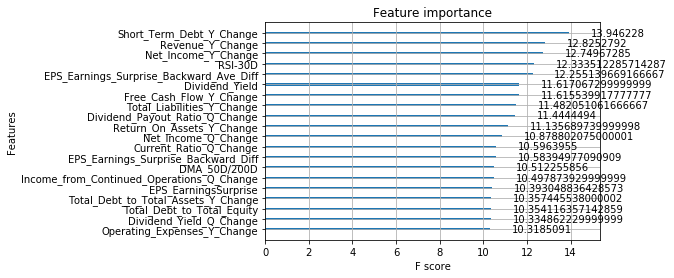 Feature importance
Short_Term_Debt_Y_Change 13.946228
Revenue_Y_Change 12.8252792
Net_Income_Y_Change 12.74967285
RSI-30D 12.333512285714287
EPS_Earnings_Surprise_Backward_Ave_Diff 12.255139669166667
Dividend_Yield 11.617067299999999
Free_Cash_Flow_Y_Change 11.615539917777777
Total_Liabilities_Y_Change 11.482051061666667
Dividend_Payout_Ratio_Q_Change 11.4444494
Return_On_Assets_Y_Change 11.135689739999998
Net_Income_Q_Change 10.878802075000001
Current_Ratio_Q_Change 10.5963955
EPS_Earnings_Surprise_Backward_Diff 10.58394977090909
DMA_50D/200D 10.512255856
Income_from_Continued_Operations_Q_Change 10.497873929999999
EPS_EarningsSurprise 10.393048836428573
Total_Debt_to_Total_Assets_Y_Change 10.357445538000002
Total_Debt_to_Total_Equity 10.354116357142859
Dividend_Yield_Q_Change 10.334862229999999
Operating_Expenses_Y_Change 10.3185091
Features
0 2 4 6 8 10 12 14
F score